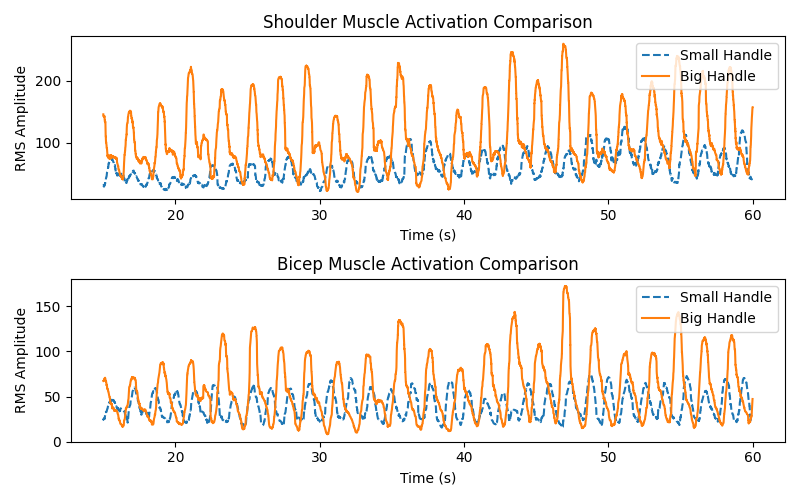 Shoulder Muscle Activation Comparison
RMS Amplitude
200
100
Small Handle
Big Handle
20 30 40 50 60
Time (s)
Bicep Muscle Activation Comparison
RMS Amplitude
150
100
50
0
Small Handle
Big Handle
20 30 40 50 60
Time (s)